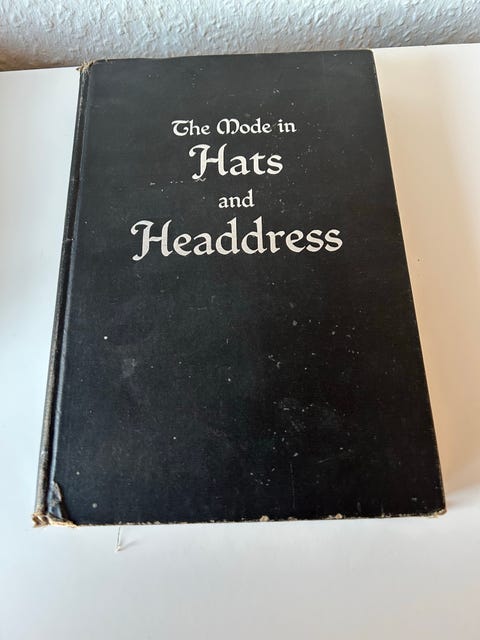 The Mode in
Hats
and
Headdress